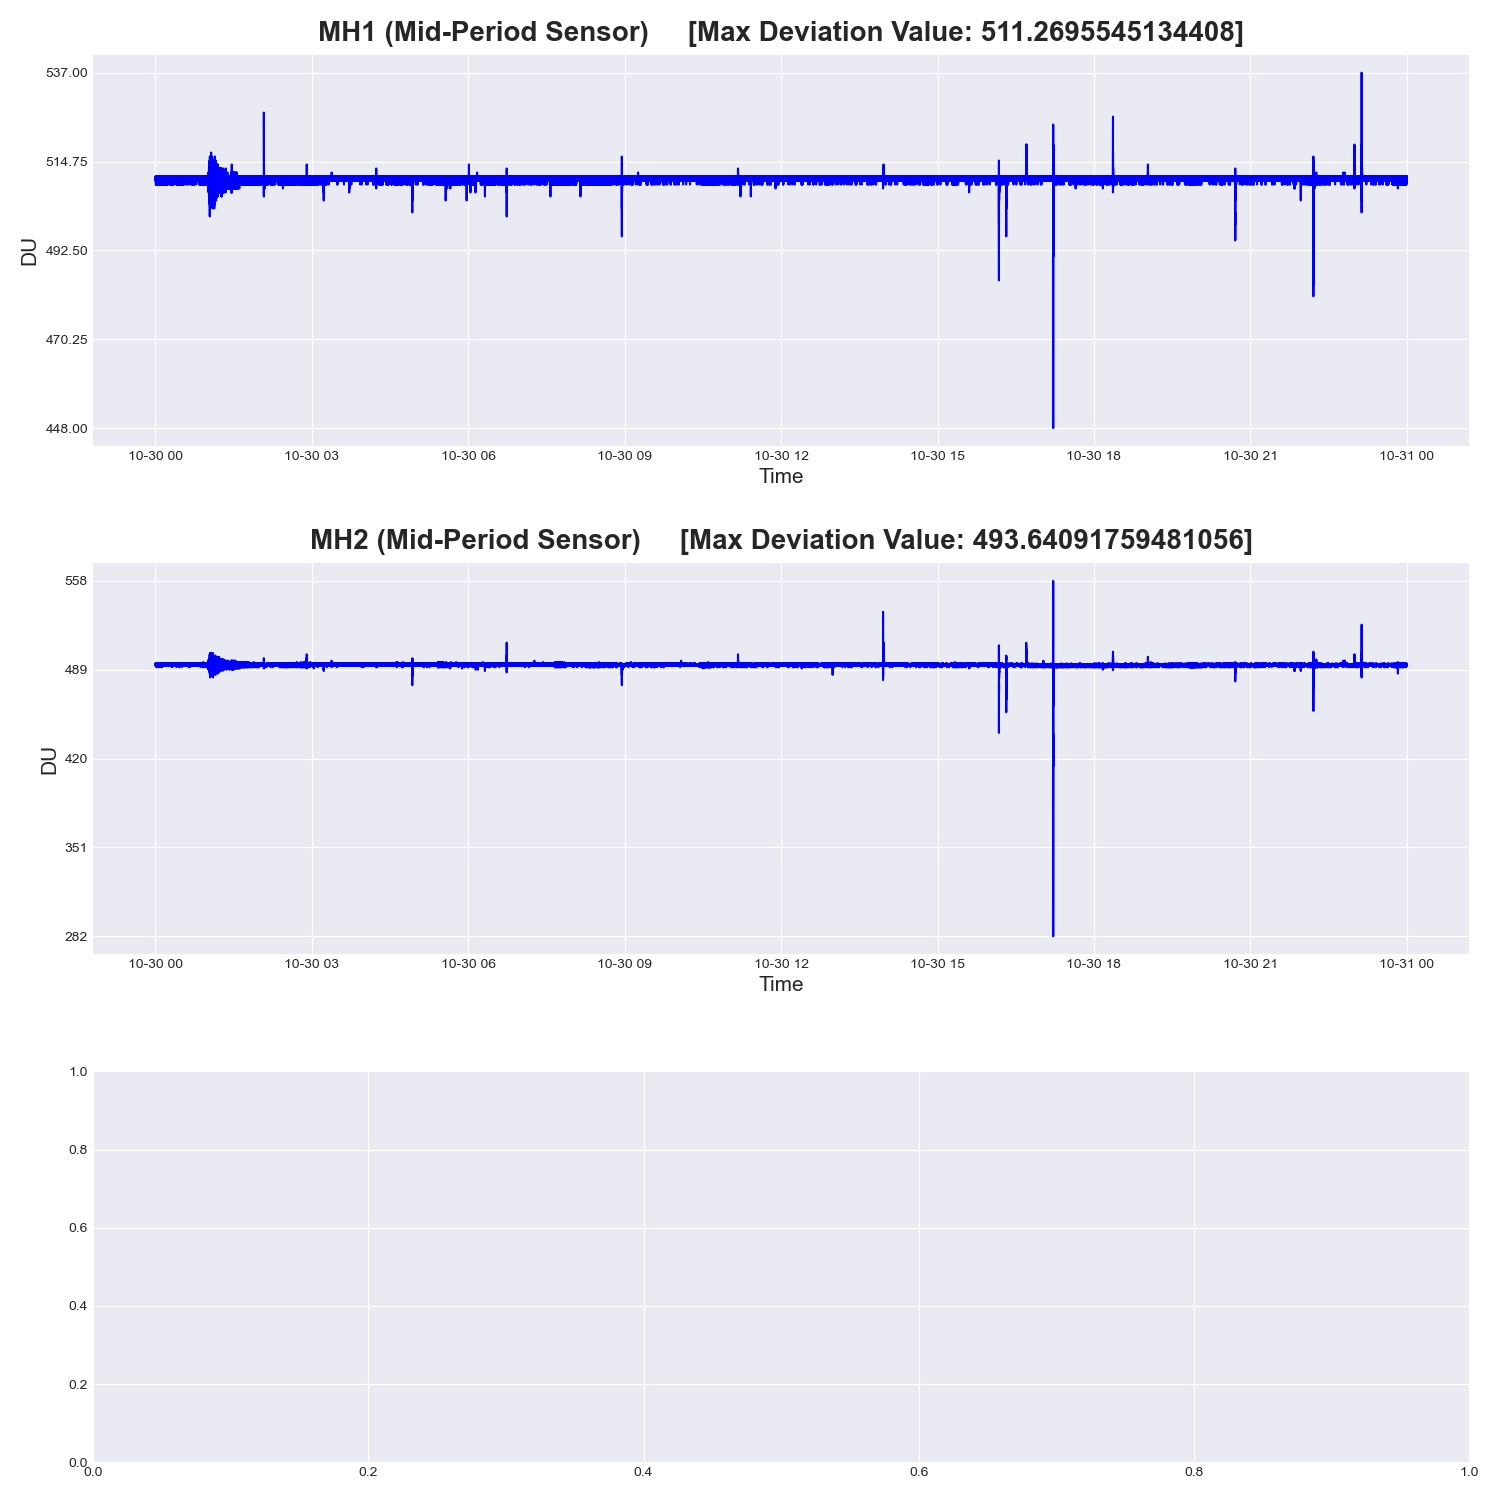 MH1 (Mid-Period Sensor) [Max Deviation Value: 511.2695545134408]
537.00
514.75
492.50
470.25
448.00
DU
10-30 00 10-30 03 10-30 06 10-30 09 10-30 12 10-30 15 10-30 18 10-30 21 10-31 00
Time
MH2 (Mid-Period Sensor) [Max Deviation Value: 493.64091759481056]
558
489
420
351
282
DU
10-30 00 10-30 03 10-30 06 10-30 09 10-30 12 10-30 15 10-30 18 10-30 21 10-31 00
Time
1.0
0.8
0.6
0.4
0.2
0.0
0.0 0.2 0.4 0.6 0.8 1.0